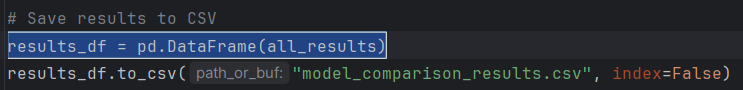 # Save results to CSV
results_df = pd.DataFrame(all_results)
results_df.to_csv( path_or_buf: "model_comparison_results.csv", index=False)